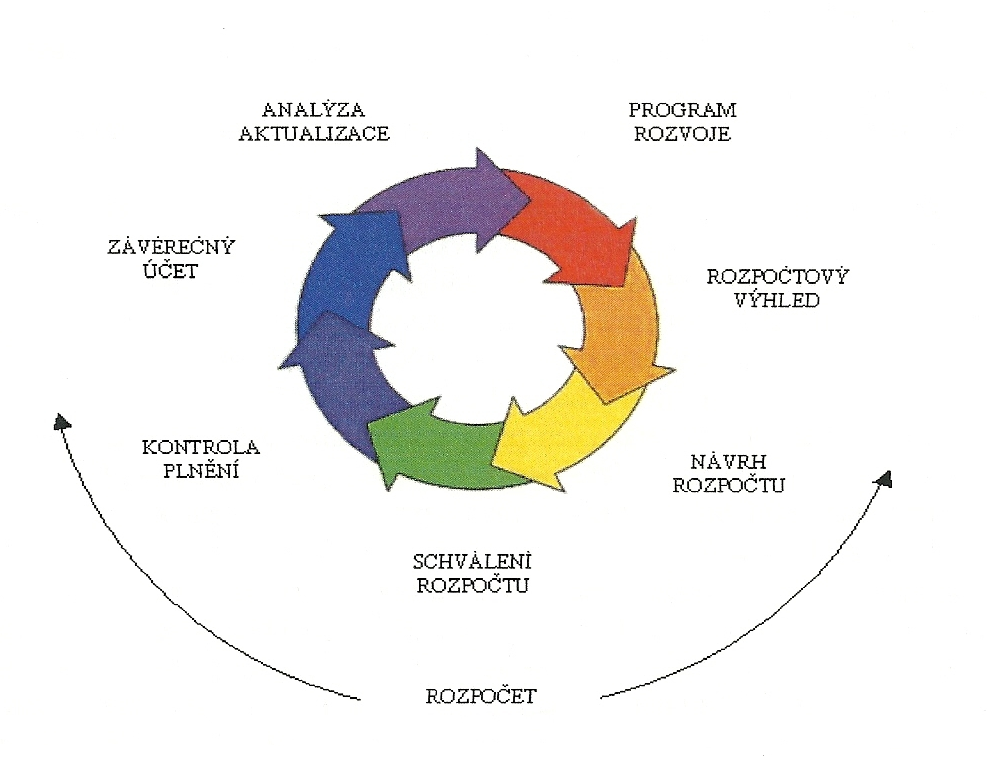 ANALÝZA
AKTUALIZACE
PROGRAM
ROZVOJE
ZÁVĚREČNÝ
ÚČET
ROZPOČTOVÝ
VÝHLED
KONTROLA
PLNĚNÍ
NÁVRH
ROZPOČTU
SCHVÁLENÍ
ROZPOČTU
ROZPOČET